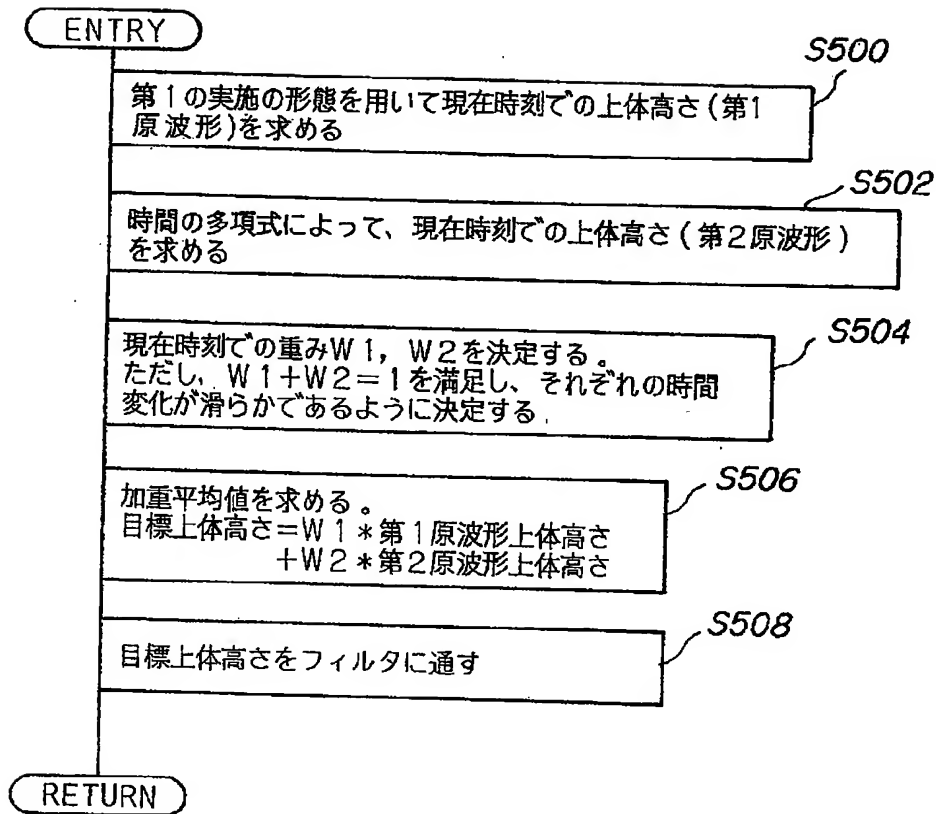 ENTRY
S500
第1の実施の形態を用いて現在時刻での上体高さ(第1
原波形)を求める
S502
時間の多項式によって、現在時刻での上体高さ(第2原波形)
を求める
S504
現在時刻での重みW1,W2を決定する。
ただし、W1+W2=1を満足し、それぞれの時間
変化が滑らかであるように決定する
S506
加重平均値を求める。
目標上体高さ=W1*第1原波形上体高さ
+W2*第2原波形上体高さ
S508
目標上体高さをフィルタに通す
RETURN